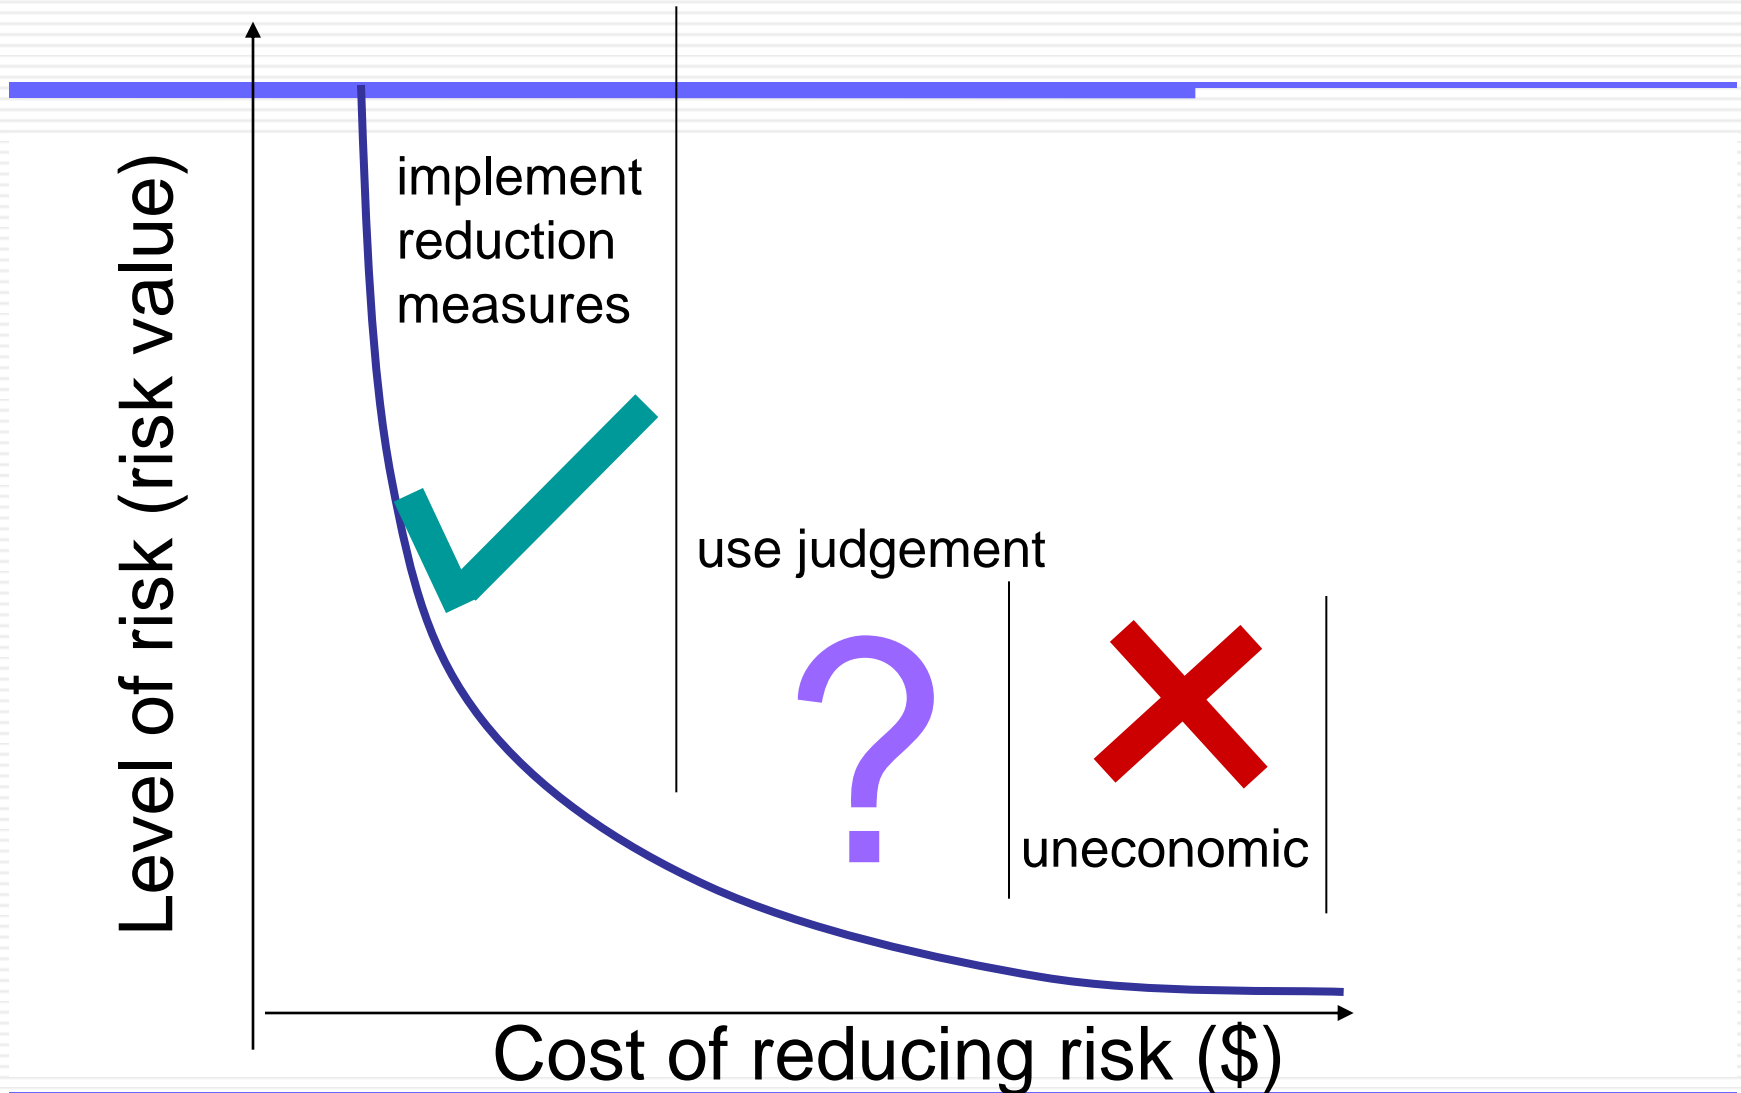 Level of risk (risk value)
implement
reduction
measures
use judgement
?
uneconomic
Cost of reducing risk ($)